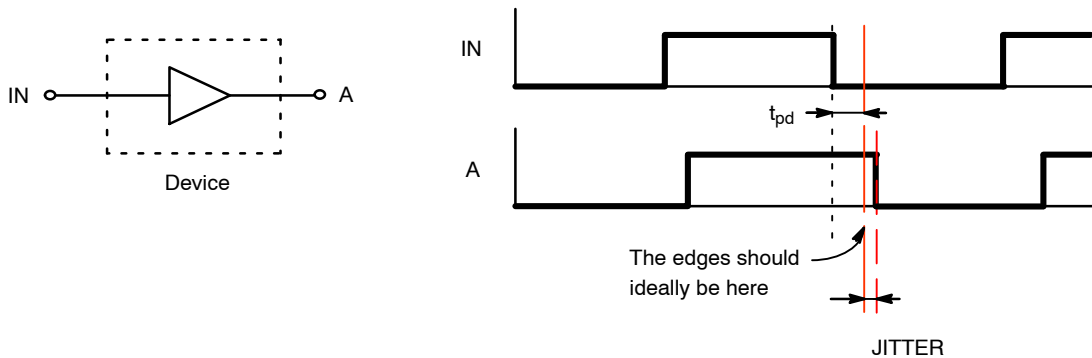 IN
A
Device
IN
t_pd
A
The edges should
ideally be here
JITTER